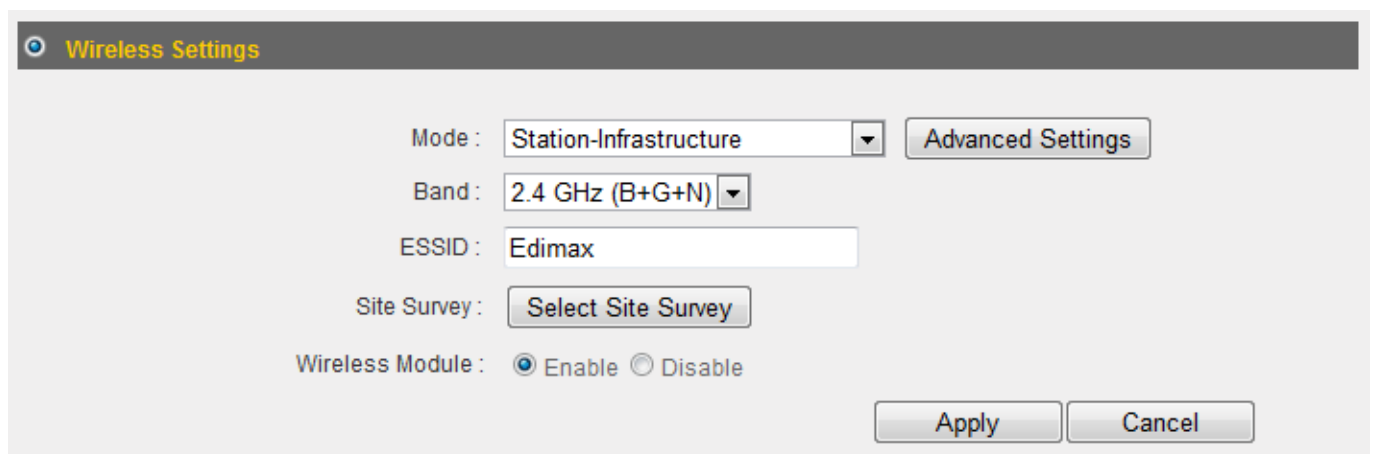 Wireless Settings
Mode : Station-Infrastructure Advanced Settings
Band : 2.4 GHz (B+G+N)
ESSID : Edimax
Site Survey : Select Site Survey
Wireless Module : Enable Disable
Apply Cancel